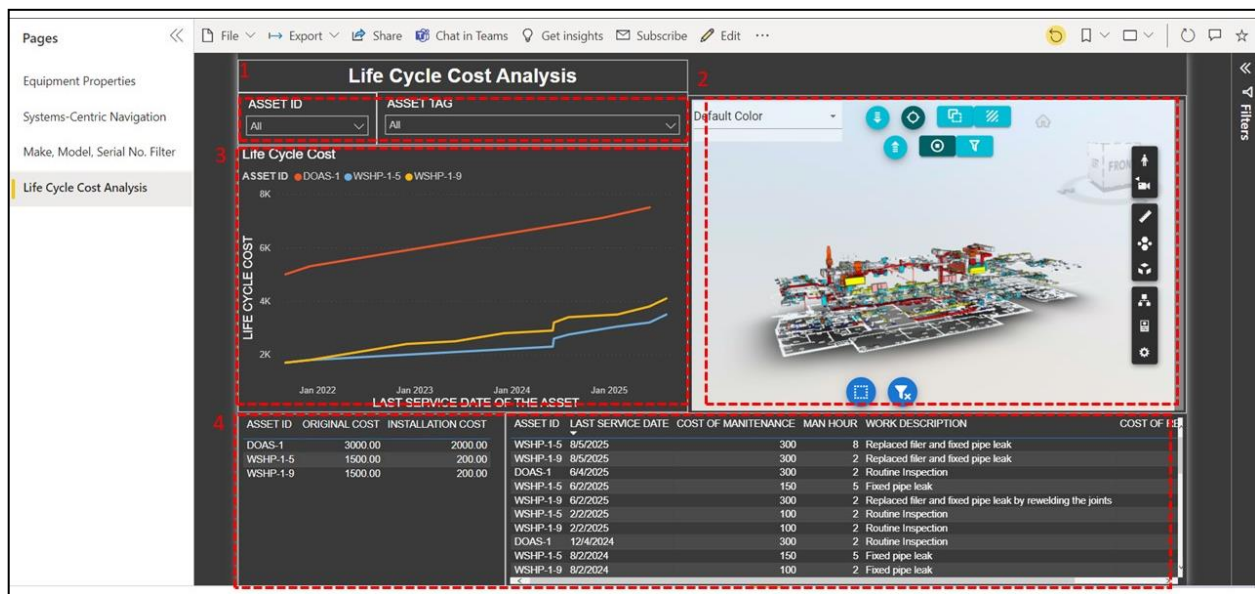 Pages
File
Export
Share
Chat in Teams
Get insights
Subscribe
Edit
Equipment Properties
Systems-Centric Navigation
Make, Model, Serial No. Filter
Life Cycle Cost Analysis
Filters
1
Life Cycle Cost Analysis
ASSET ID
All
ASSET TAG
All
2
Default Color
FRON
3
Life Cycle Cost
ASSET ID DOAS-1 WSHP-1-5 WSHP-1-9
LIFE CYCLE COST
8K
6K
4K
2K
Jan 2022 Jan 2023 Jan 2024 Jan 2025
LAST SERVICE DATE OF THE ASSET
4
ASSET ID ORIGINAL COST INSTALLATION COST
DOAS-1 3000.00 2000.00
WSHP-1-5 1500.00 200.00
WSHP-1-9 1500.00 200.00
ASSET ID LAST SERVICE DATE COST OF MANITENANCE MAN HOUR WORK DESCRIPTION COST OF RE
WSHP-1-5 8/5/2025 300 8 Replaced filer and fixed pipe leak
WSHP-1-9 8/5/2025 300 2 Replaced filer and fixed pipe leak
DOAS-1 6/4/2025 300 2 Routine Inspection
WSHP-1-5 6/2/2025 150 5 Fixed pipe leak
WSHP-1-9 6/2/2025 300 2 Replaced filer and fixed pipe leak by rewelding the joints
WSHP-1-5 2/2/2025 100 2 Routine Inspection
WSHP-1-9 2/2/2025 100 2 Routine Inspection
DOAS-1 12/4/2024 300 2 Routine Inspection
WSHP-1-5 8/2/2024 150 5 Fixed pipe leak
WSHP-1-9 8/2/2024 100 2 Fixed pipe leak